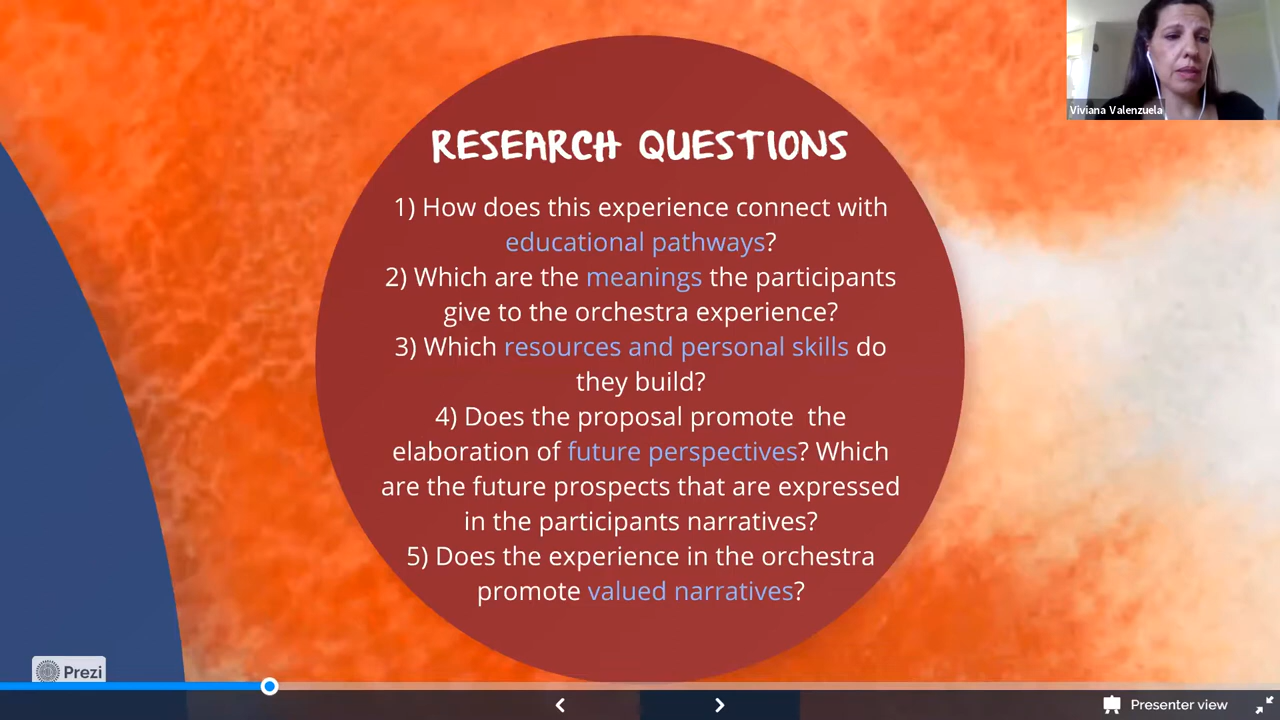 Viviana Valenzuela
RESEARCH QUESTIONS
1) How does this experience connect with
educational pathways?
2) Which are the meanings the participants
give to the orchestra experience?
3) Which resources and personal skills do
they build?
4) Does the proposal promote  the
elaboration of future perspectives? Which
are the future prospects that are expressed
in the participants narratives?
5) Does the experience in the orchestra
promote valued narratives?
Prezi
Presenter view